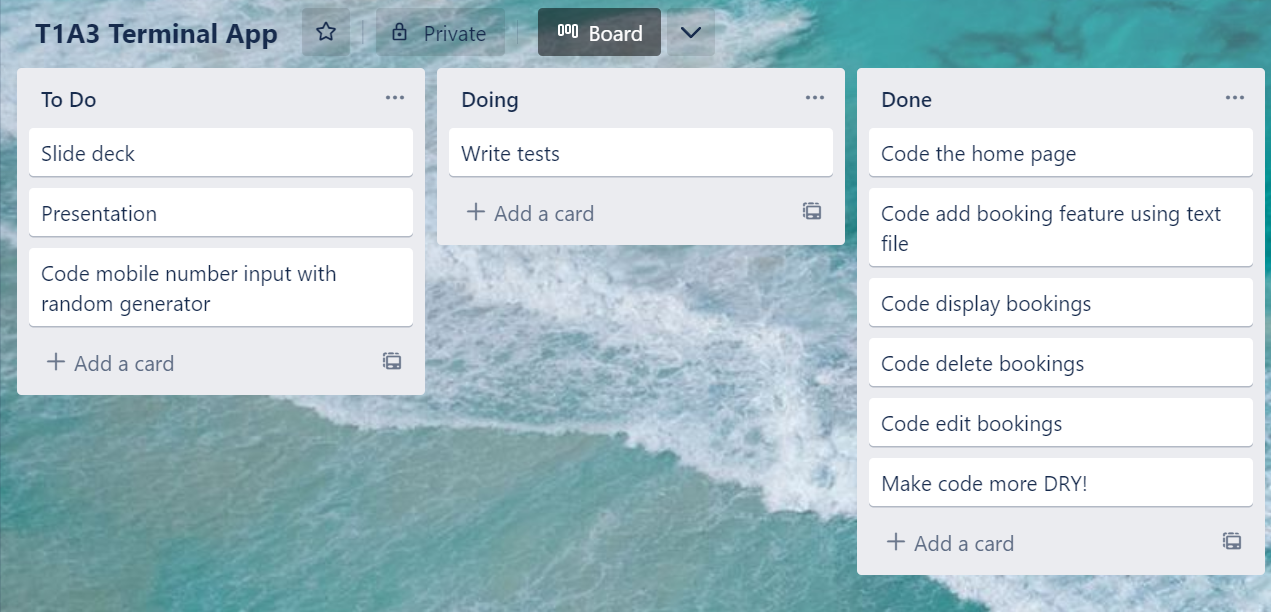 T1A3 Terminal App
Private
Board
To Do
Slide deck
Presentation
Code mobile number input with
random generator
Add a card
Doing
Write tests
Add a card
Done
Code the home page
Code add booking feature using text
file
Code display bookings
Code delete bookings
Code edit bookings
Make code more DRY!
Add a card